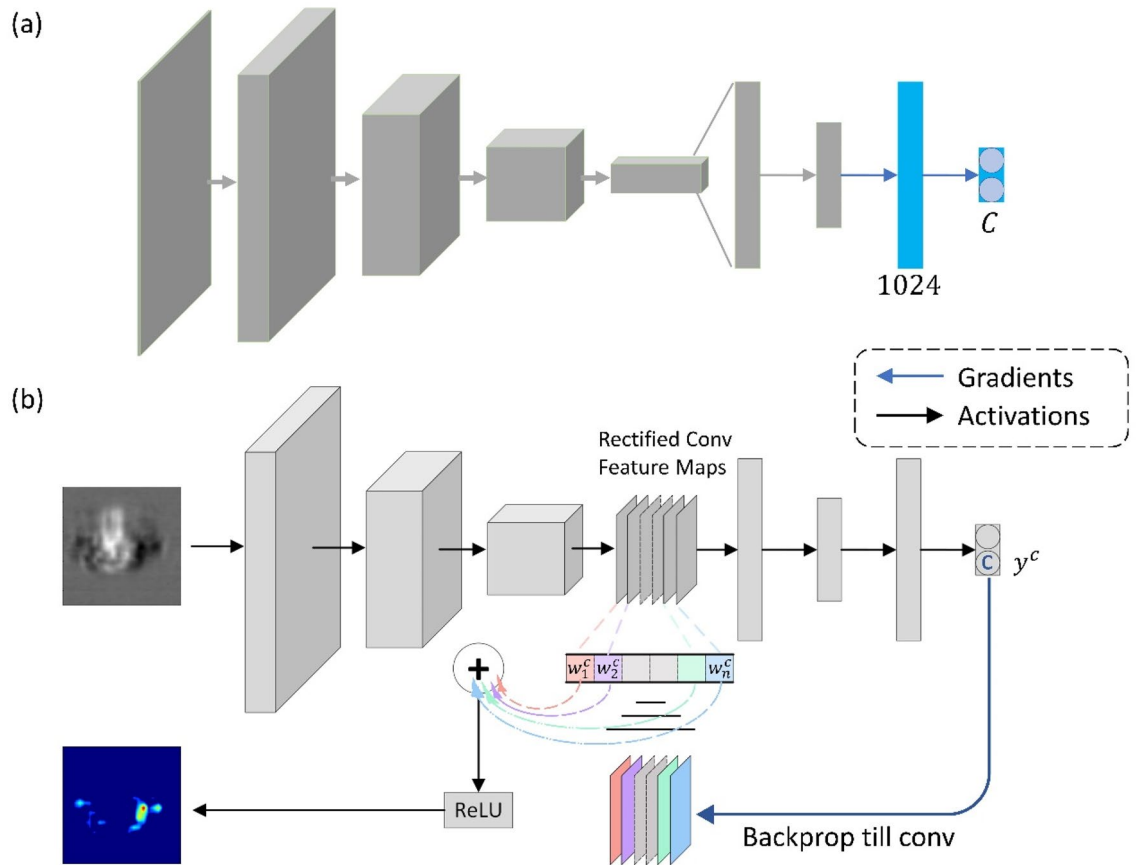 (a)
C
1024
Gradients
Activations
(b)
Rectified Conv
Feature Maps
C
y^c
+
w_1^c w_2^c w_n^c
ReLU
Backprop till conv